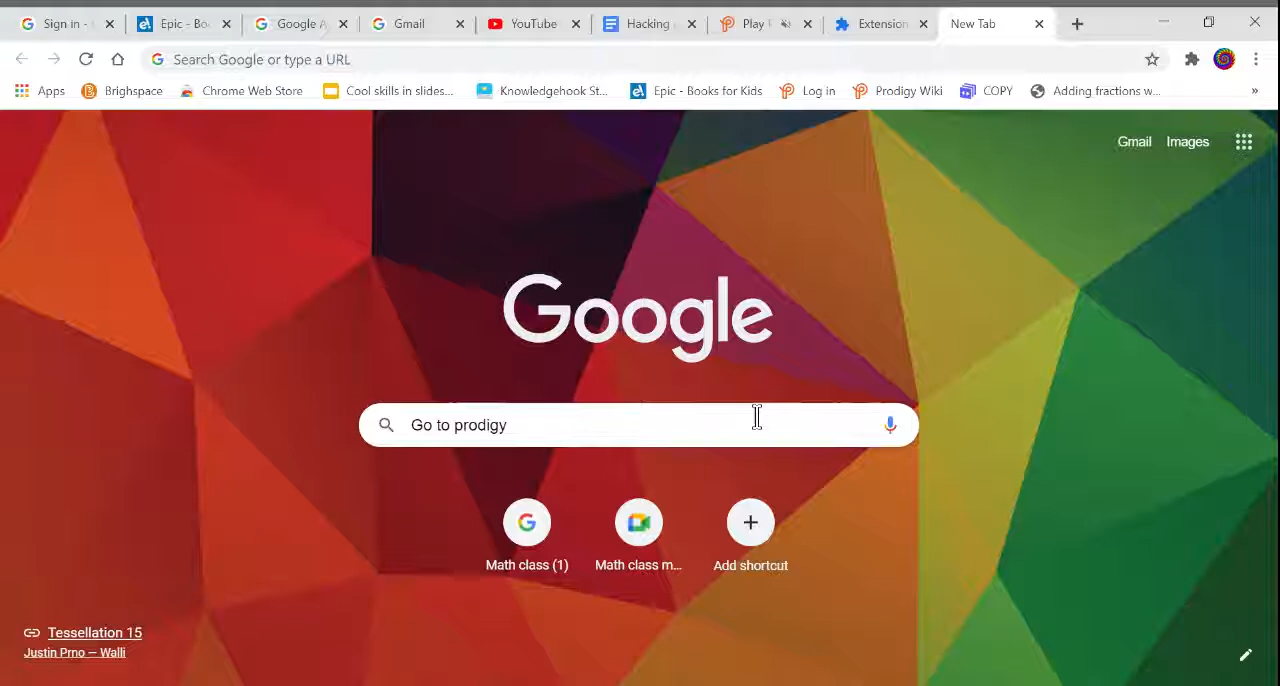 Sign in -
Epic - Bo
Google A
Gmail
YouTube
Hacking
Play
Extension
New Tab
Search Google or type a URL
Apps
Brighspace
Chrome Web Store
Cool skills in slides...
Knowledgehook St...
Epic - Books for Kids
Log in
Prodigy Wiki
COPY
Adding fractions w...
»
Gmail
Images
Google
Go to prodigy
Math class (1)
Math class m...
Add shortcut
Tessellation 15
Justin Prno — Walli